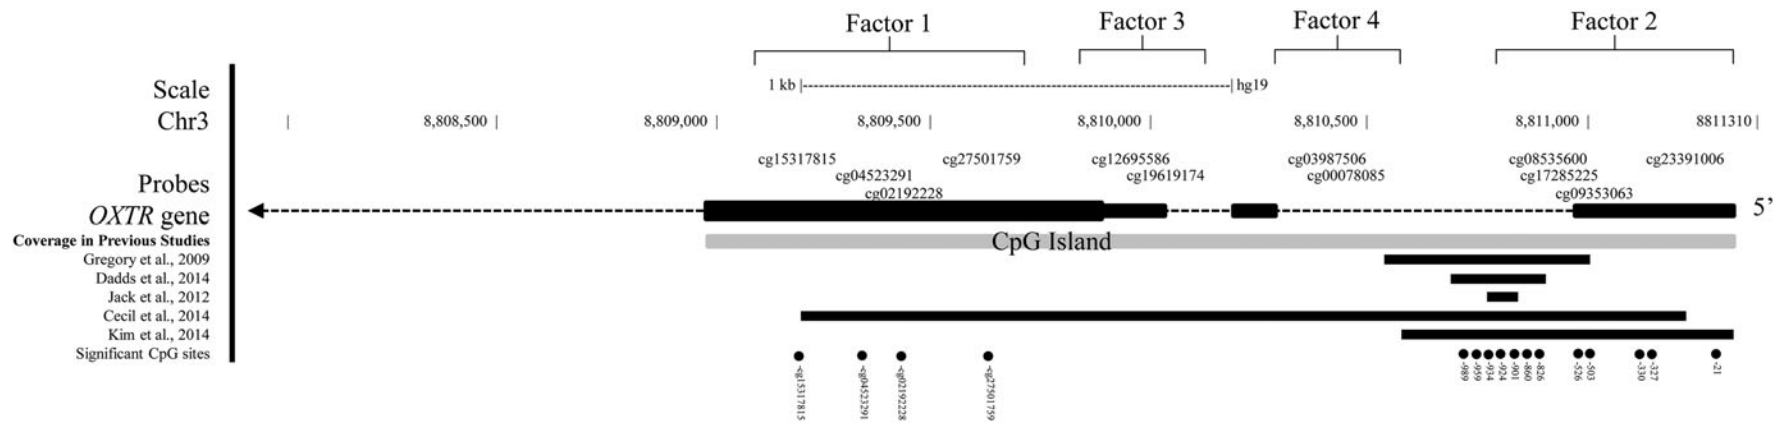 Factor 1 Factor 3 Factor 4 Factor 2
Scale 1 kb |--------------------| hg19
Chr3 | 8,808,500 | 8,809,000 | 8,809,500 | 8,810,000 | 8,810,500 | 8,811,000 | 8811310 |
cg15317815 cg27501759 cg12695586 cg03987506 cg08535600 cg23391006
Probes cg04523291 cg19619174 cg00078085 cg17285225
cg02192228 cg09353063
OXTR gene 5’
Coverage in Previous Studies CpG Island
Gregory et al., 2009
Dadds et al., 2014
Jack et al., 2012
Cecil et al., 2014
Kim et al., 2014
Significant CpG sites
-cg15317815 -cg04523291 -cg02192228 -cg27501759 -989 -959 -934 -924 -901 -860 -826 -526 -503 -330 -327 -21